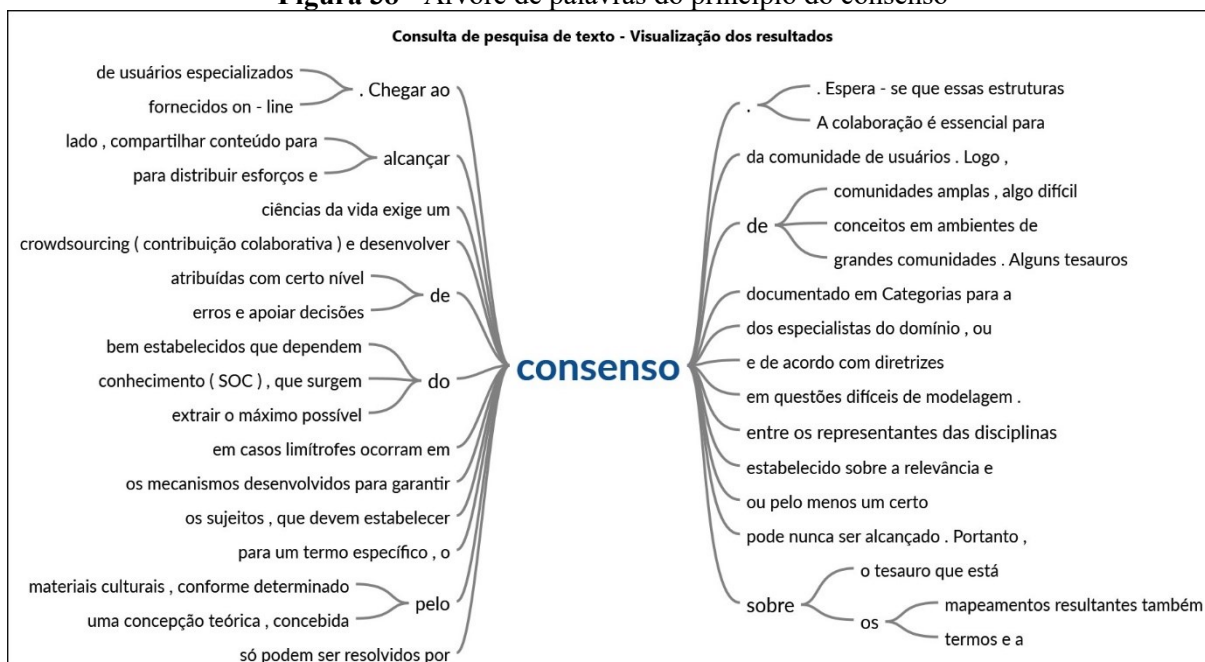 Figura 38 - Árvore de palavras do princípio do consenso
Consulta de pesquisa de texto - Visualização dos resultados
de usuários especializados
fornecidos on - line
. Chegar ao
lado , compartilhar conteúdo para
para distribuir esforços e
alcançar
ciências da vida exige um
crowdsourcing ( contribuição colaborativa ) e desenvolver
atribuídas com certo nível
erros e apoiar decisões
de
bem estabelecidos que dependem
conhecimento ( SOC ) , que surgem
extrair o máximo possível
do
em casos limítrofes ocorram em
os mecanismos desenvolvidos para garantir
os sujeitos , que devem estabelecer
para um termo específico , o
materiais culturais , conforme determinado
uma concepção teórica , concebida
pelo
só podem ser resolvidos por
consenso
.
. Espera - se que essas estruturas
A colaboração é essencial para
da comunidade de usuários . Logo ,
de
comunidades amplas , algo difícil
conceitos em ambientes de
grandes comunidades . Alguns tesauros
documentado em Categorias para a
dos especialistas do domínio , ou
e de acordo com diretrizes
em questões difíceis de modelagem .
entre os representantes das disciplinas
estabelecido sobre a relevância e
ou pelo menos um certo
pode nunca ser alcançado . Portanto ,
sobre
o tesauro que está
os
mapeamentos resultantes também
termos e a